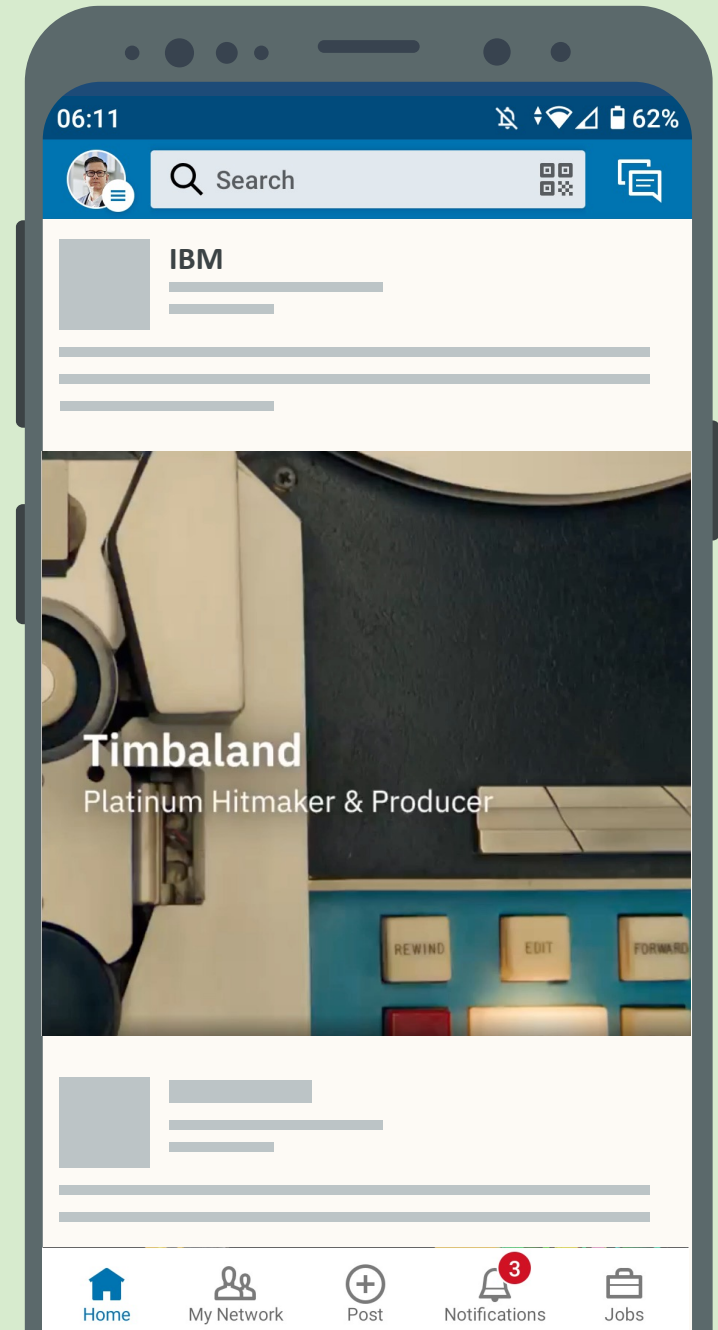 06:11
62%
Search
IBM
Timbaland
Platinum Hitmaker & Producer
REWIND
EDIT
FORWARD
3
Home
My Network
Post
Notifications
Jobs